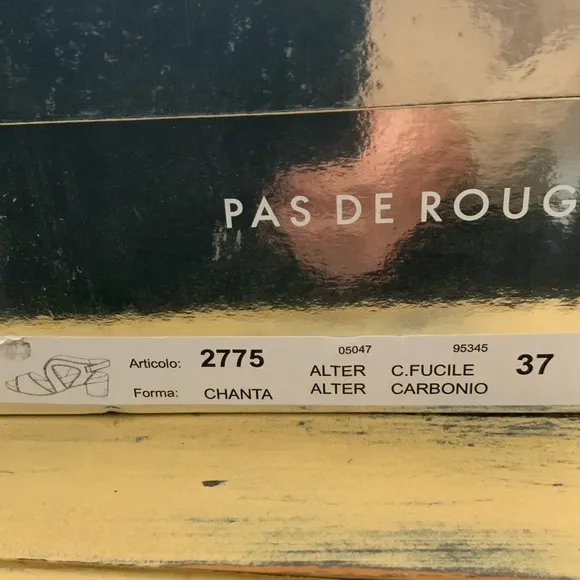 PAS DE ROUG
05047 95345
Articolo: 2775 ALTER C.FUCILE 37
Forma: CHANTA ALTER CARBONIO